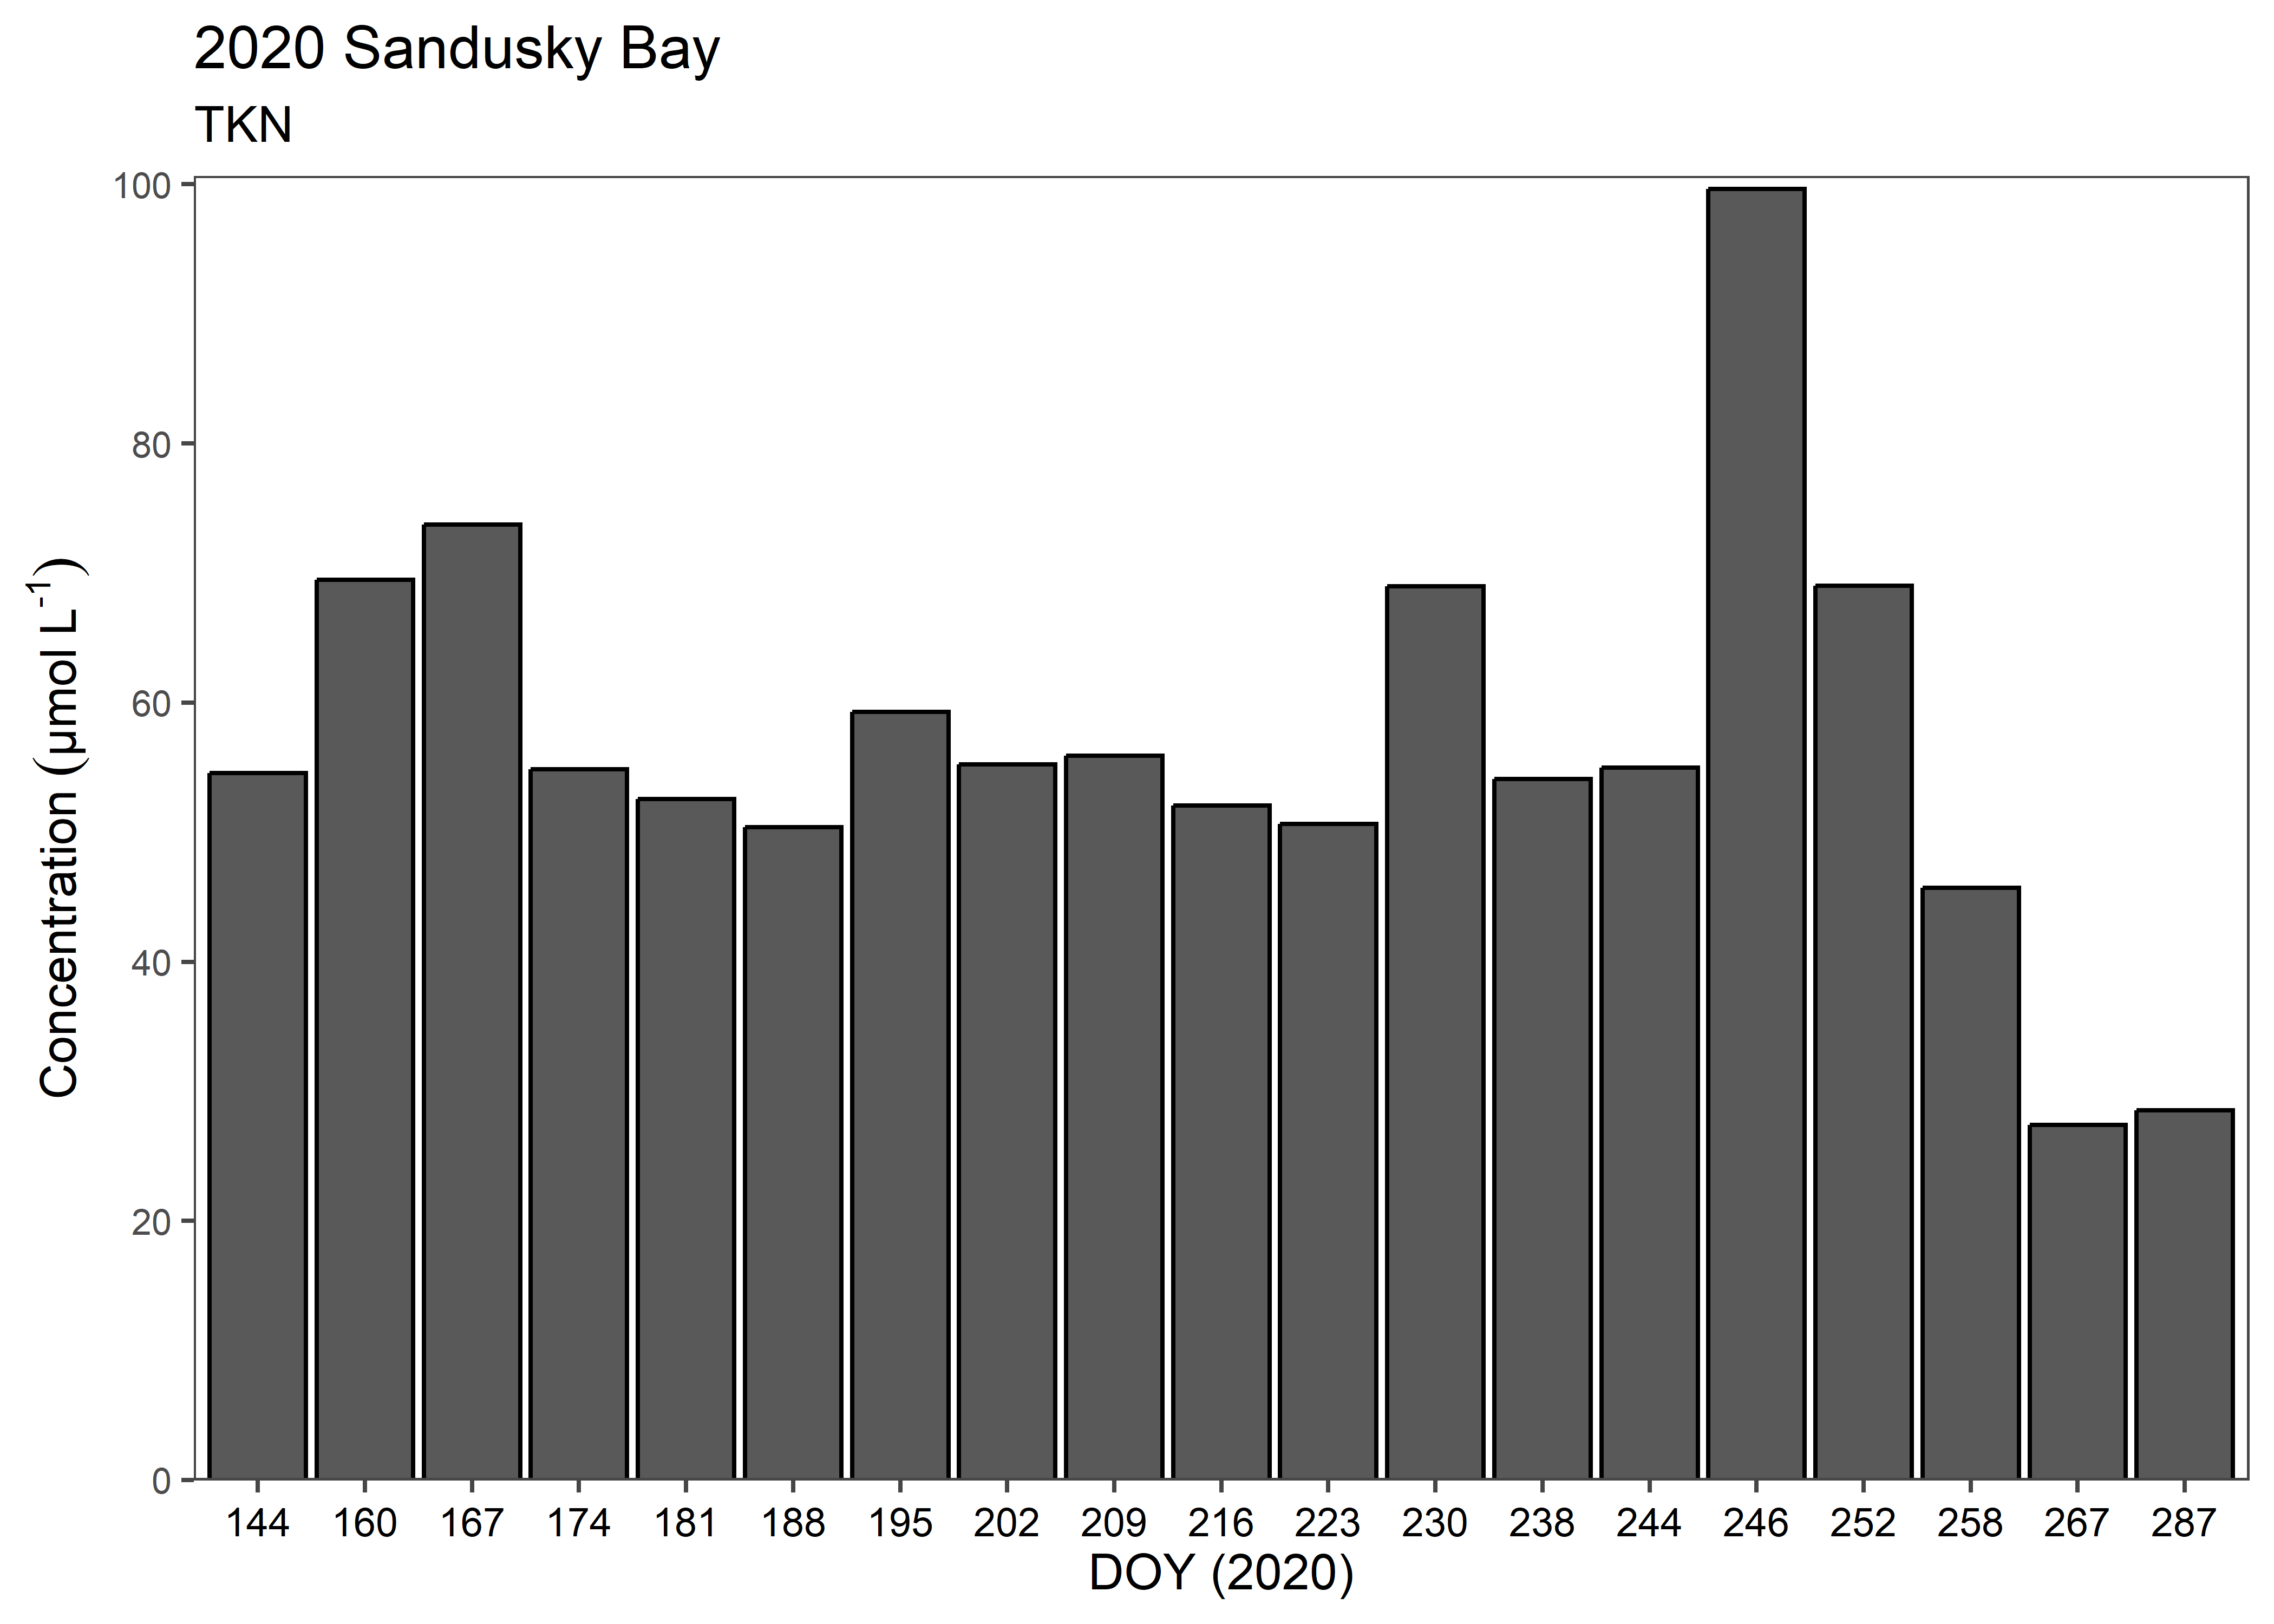 2020 Sandusky Bay
TKN
Concentration (µmol L⁻¹)
100
80
60
40
20
0
144 160 167 174 181 188 195 202 209 216 223 230 238 244 246 252 258 267 287
DOY (2020)